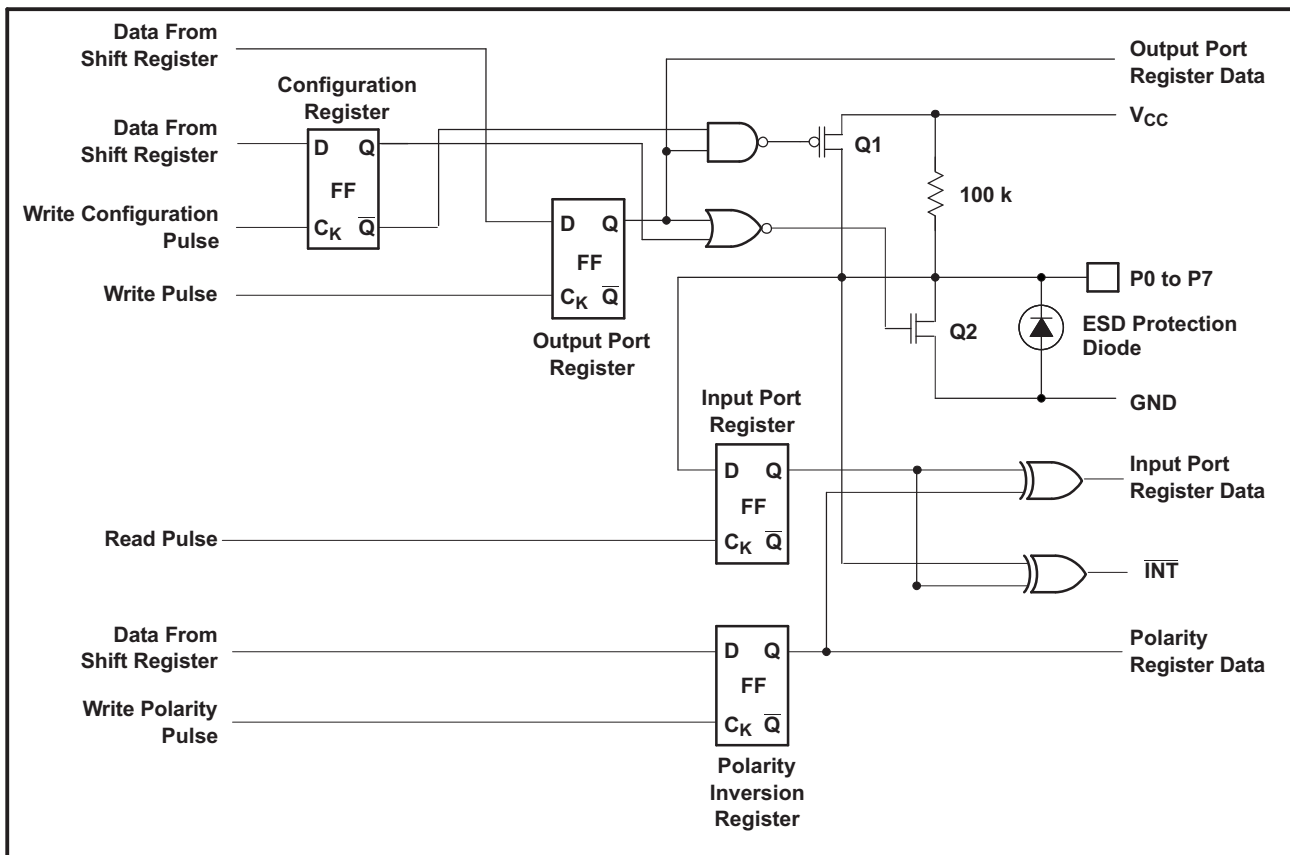 Data From
Shift Register
Output Port
Register Data
Configuration
Register
VCC
Data From
Shift Register
D Q
FF
CK Q̅
Q1
100 k
Write Configuration
Pulse
D Q
FF
CK Q̅
Write Pulse
Output Port
Register
P0 to P7
Q2
ESD Protection
Diode
GND
Input Port
Register
D Q
FF
CK Q̅
Input Port
Register Data
Read Pulse
I̅N̅T̅
Data From
Shift Register
D Q
FF
CK Q̅
Polarity
Register Data
Write Polarity
Pulse
Polarity
Inversion
Register